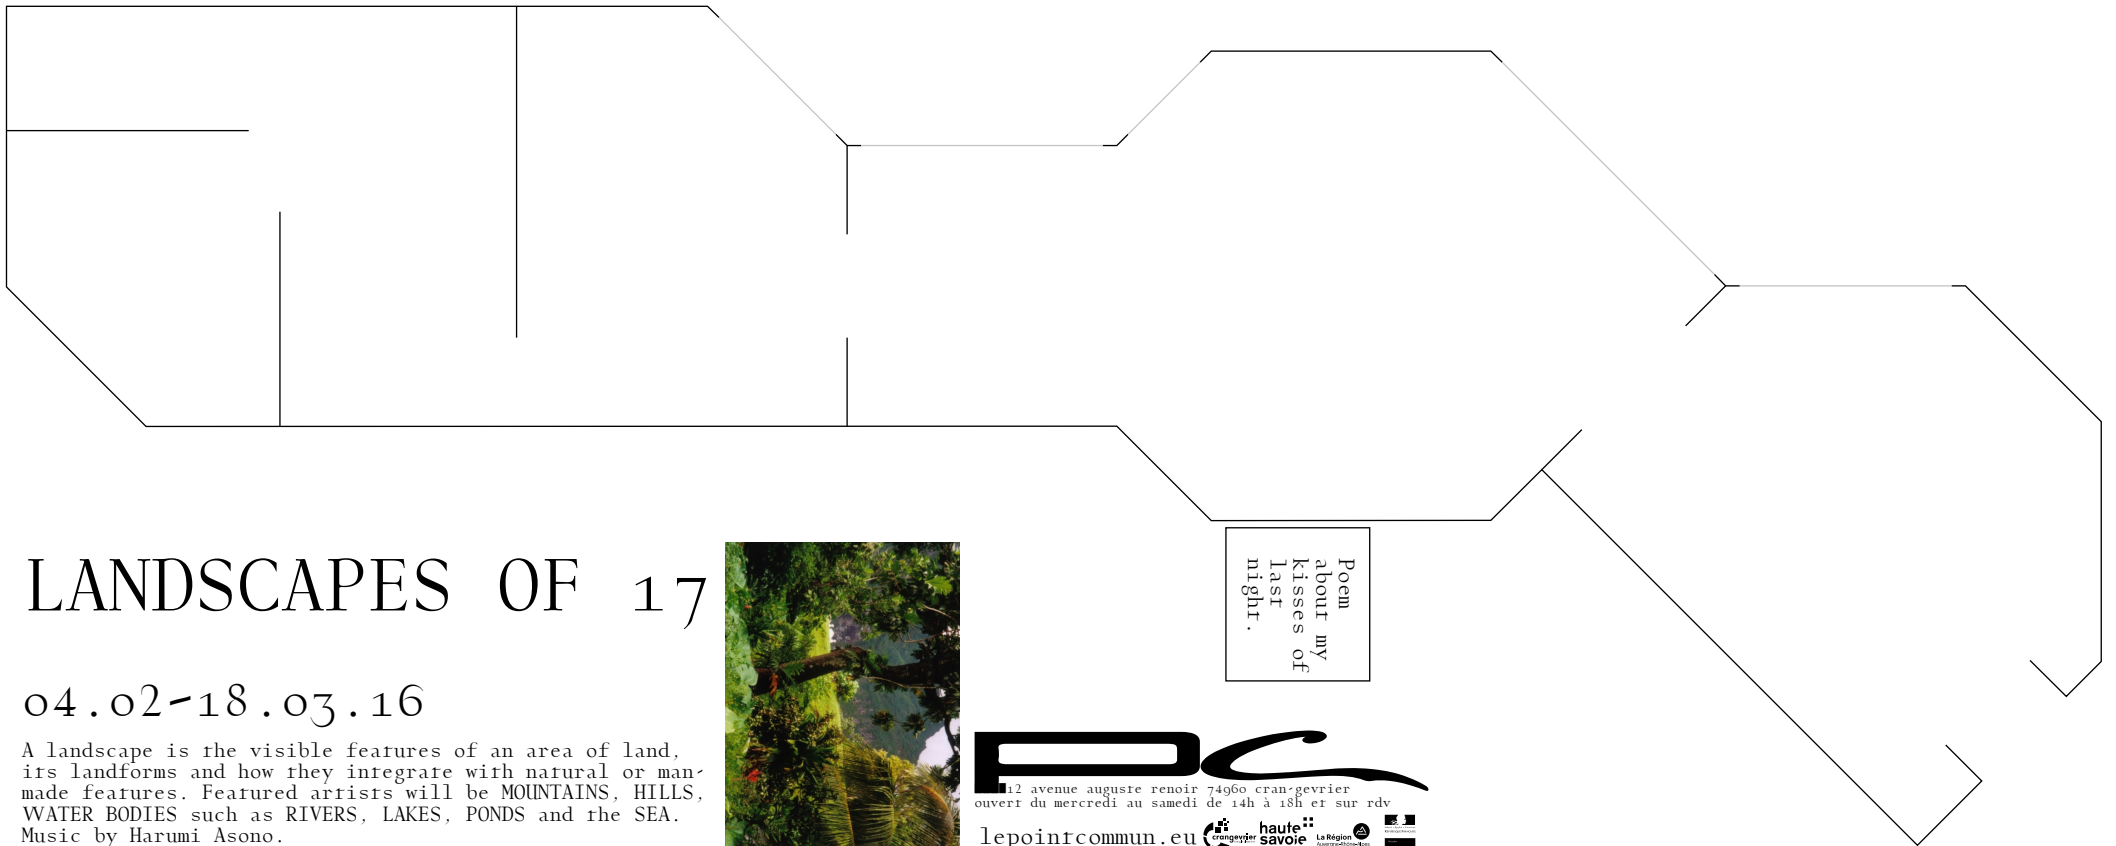 LANDSCAPES OF 17
04.02-18.03.16
A landscape is the visible features of an area of land,
its landforms and how they integrate with natural or man-
made features. Featured artists will be MOUNTAINS, HILLS,
WATER BODIES such as RIVERS, LAKES, PONDS and the SEA.
Music by Harumi Asono.
Poem
about my
kisses of
last
night.
PC
12 avenue auguste renoir 74960 cran-gevrier
ouvert du mercredi au samedi de 14h à 18h et sur rdv
lepointcommun.eu
crangevrier
haute
savoie
La Région
Auvergne-Rhône-Alpes